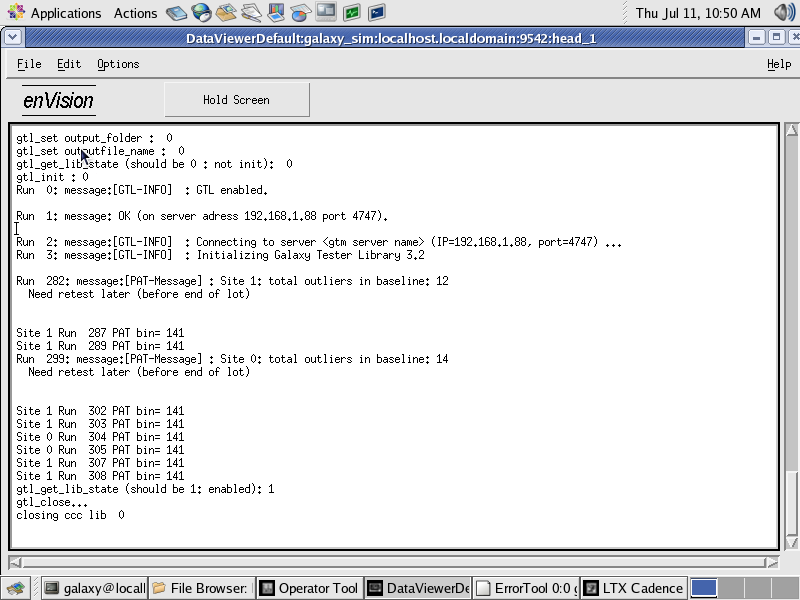 Applications Actions Thu Jul 11, 10:50 AM
DataViewerDefault:galaxy_sim:localhost.localdomain:9542:head_1
File Edit Options Help
enVision Hold Screen
gtl_set output_folder : 0
gtl_set outputfile_name : 0
gtl_get_lib_state (should be 0 : not init): 0
gtl_init : 0
Run 0: message:[GTL-INFO] : GTL enabled.
Run 1: message: OK (on server adress 192.168.1.88 port 4747).
Run 2: message:[GTL-INFO] : Connecting to server <gtm server name> (IP=192.168.1.88, port=4747) ...
Run 3: message:[GTL-INFO] : Initializing Galaxy Tester Library 3.2
Run 282: message:[PAT-Message] : Site 1: total outliers in baseline: 12
Need retest later (before end of lot)
Site 1 Run 287 PAT bin= 141
Site 1 Run 289 PAT bin= 141
Run 299: message:[PAT-Message] : Site 0: total outliers in baseline: 14
Need retest later (before end of lot)
Site 1 Run 302 PAT bin= 141
Site 1 Run 303 PAT bin= 141
Site 0 Run 304 PAT bin= 141
Site 0 Run 305 PAT bin= 141
Site 1 Run 307 PAT bin= 141
Site 1 Run 308 PAT bin= 141
gtl_get_lib_state (should be 1: enabled): 1
gtl_close...
closing ccc lib 0
galaxy@locall File Browser: Operator Tool DataViewerDe ErrorTool 0:0 g LTX Cadence